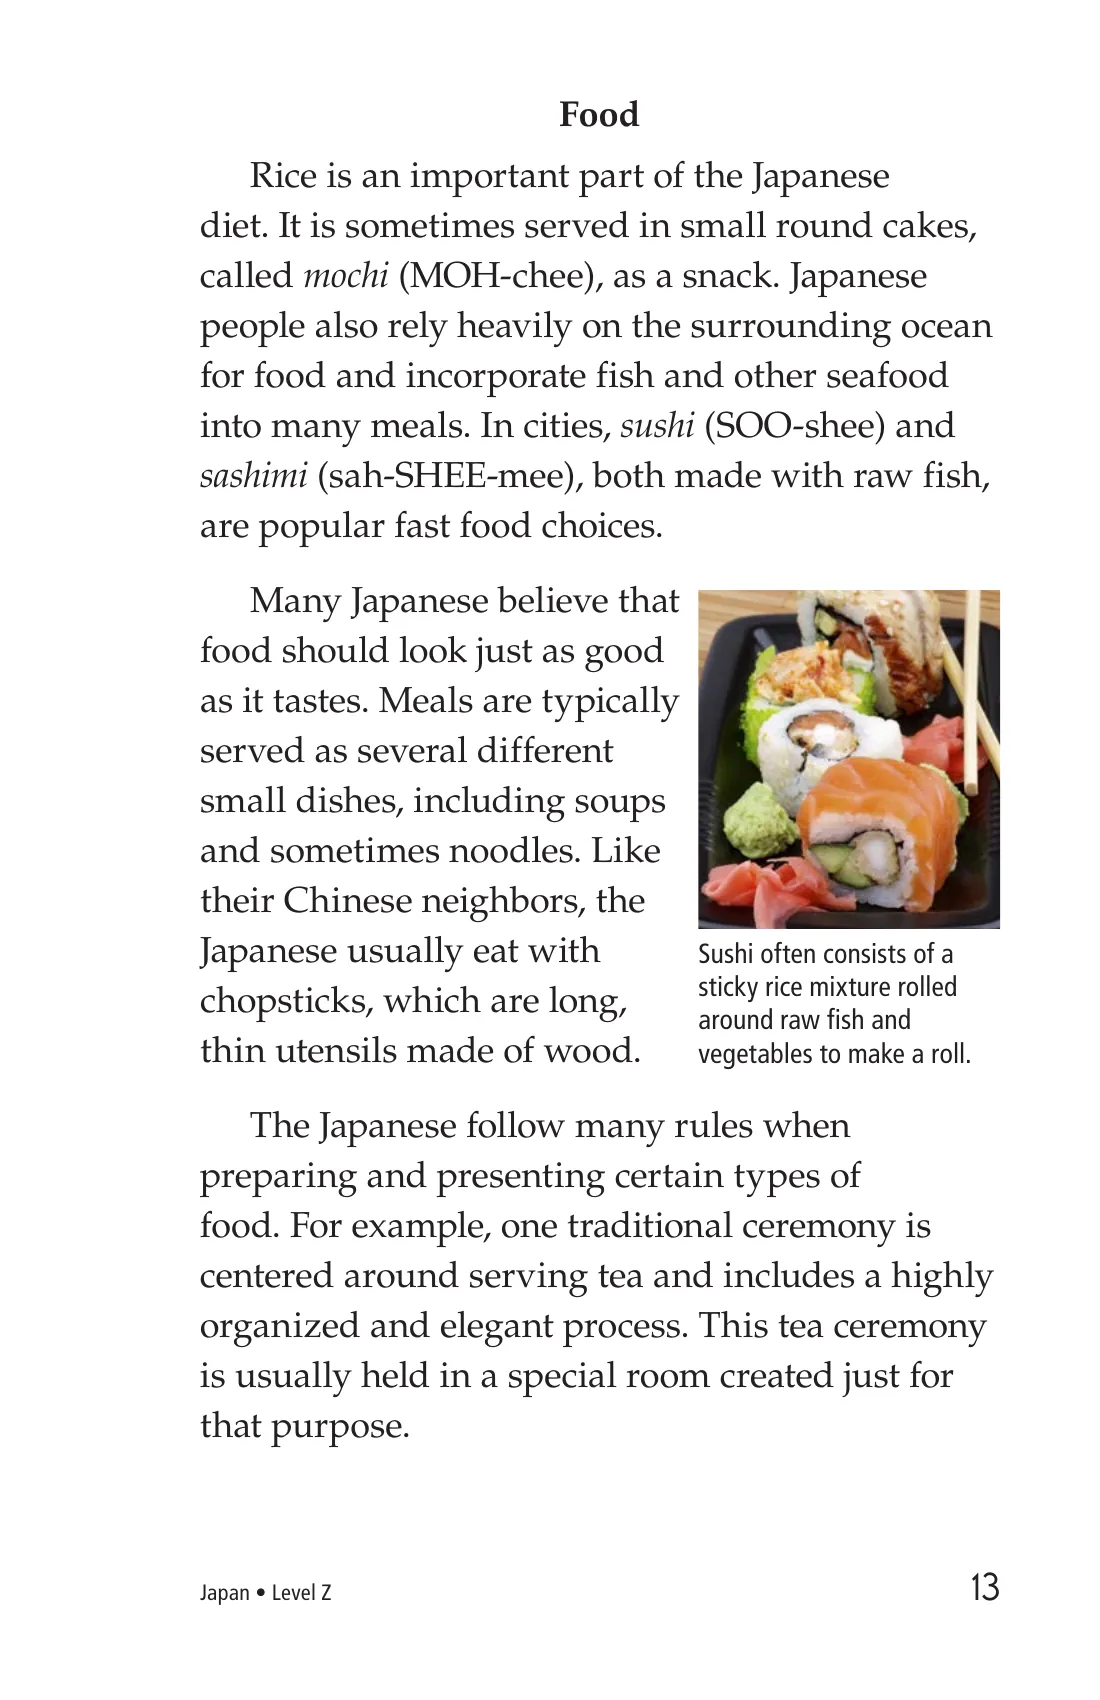 Food
Rice is an important part of the Japanese
diet. It is sometimes served in small round cakes,
called mochi (MOH-chee), as a snack. Japanese
people also rely heavily on the surrounding ocean
for food and incorporate fish and other seafood
into many meals. In cities, sushi (SOO-shee) and
sashimi (sah-SHEE-mee), both made with raw fish,
are popular fast food choices.
Many Japanese believe that
food should look just as good
as it tastes. Meals are typically
served as several different
small dishes, including soups
and sometimes noodles. Like
their Chinese neighbors, the
Japanese usually eat with
chopsticks, which are long,
thin utensils made of wood.
Sushi often consists of a
sticky rice mixture rolled
around raw fish and
vegetables to make a roll.
The Japanese follow many rules when
preparing and presenting certain types of
food. For example, one traditional ceremony is
centered around serving tea and includes a highly
organized and elegant process. This tea ceremony
is usually held in a special room created just for
that purpose.
Japan • Level Z
13